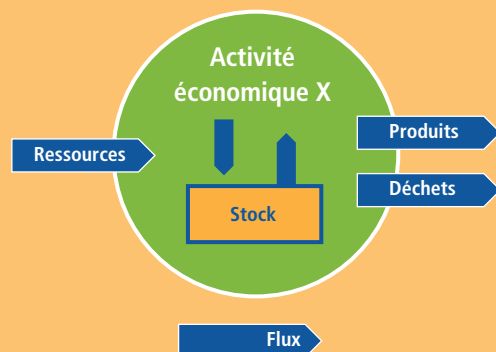 Activité
économique X
Ressources
Produits
Déchets
Stock
Flux